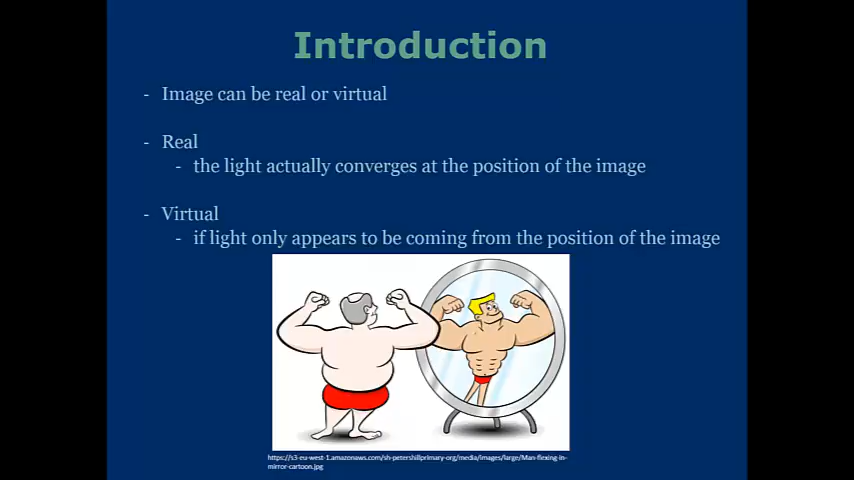 Introduction
- Image can be real or virtual
- Real
- the light actually converges at the position of the image
- Virtual
- if light only appears to be coming from the position of the image
https://s3-eu-west-1.amazonaws.com/sh-petershillprimary-org/media/images/large/Man-flexing-in-
mirror-cartoon.jpg